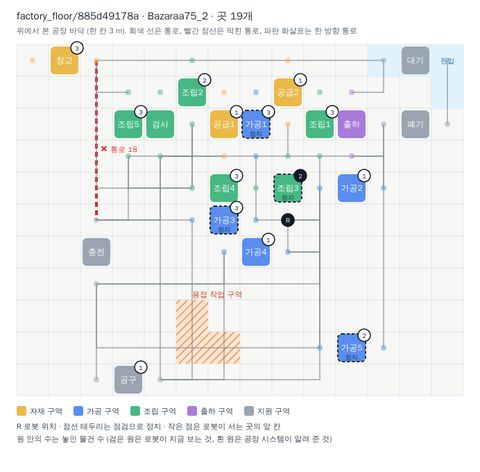 factory_floor/885d49178a · Bazaraa75_2 · 곳 19개
위에서 본 공장 바닥 (한 칸 3 m). 회색 선은 통로, 빨간 점선은 막힌 통로, 파란 화살표는 한 방향 통로
창고 3
대기
진입
조립2 2
공급2 1
조립5 3
검사
공급1 1
가공1 3
정지
조립1 3
출하
폐기
× 통로 18
조립4 3
조립3 2
정지
가공2 1
가공3 3
정지
R
충전
가공4 1
용접 작업 구역
가공5 2
정지
공구 1
자재 구역
가공 구역
조립 구역
출하 구역
지원 구역
R 로봇 위치 · 점선 테두리는 점검으로 정지 · 작은 점은 로봇이 서는 곳의 앞 칸
원 안의 수는 놓인 물건 수 (검은 원은 로봇이 지금 보는 것, 흰 원은 공장 시스템이 알려 준 것)